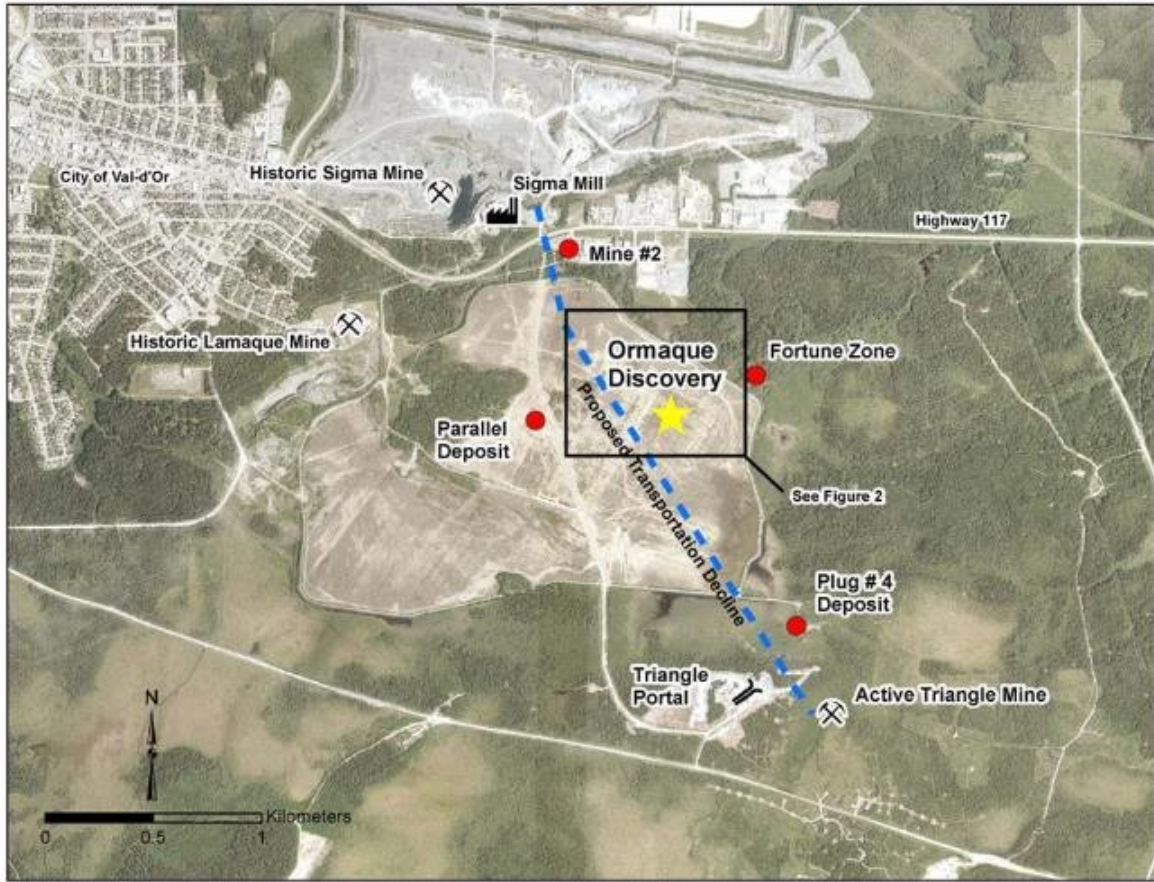 Historic Sigma Mine
City of Val-d'Or
Sigma Mill
Highway 117
Mine #2
Historic Lamaque Mine
Ormaque
Discovery
Fortune Zone
Parallel
Deposit
Proposed Transportation Decline
See Figure 2
Plug # 4
Deposit
Triangle
Portal
Active Triangle Mine
N
Kilometers
0
0.5
1